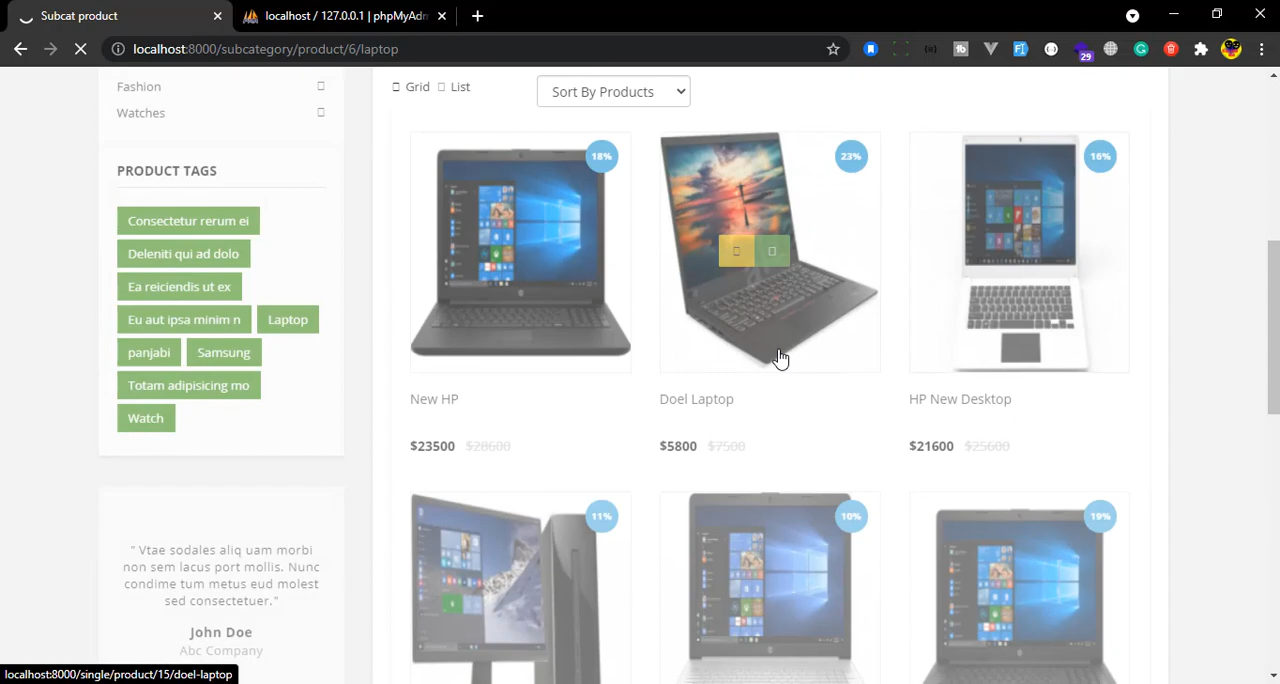 Subcat product
localhost / 127.0.0.1 | phpMyAdm
localhost:8000/subcategory/product/6/laptop
29
Fashion
Watches
PRODUCT TAGS
Consectetur rerum ei
Deleniti qui ad dolo
Ea reiciendis ut ex
Eu aut ipsa minim n
Laptop
panjabi
Samsung
Totam adipisicing mo
Watch
" Vtae sodales aliq uam morbi
non sem lacus port mollis. Nunc
condime tum metus eud molest
sed consectetuer."
John Doe
Abc Company
Grid
List
Sort By Products
18%
23%
16%
New HP
Doel Laptop
HP New Desktop
$23500 $28600
$5800 $7500
$21600 $25600
11%
10%
19%
localhost:8000/single/product/15/doel-laptop